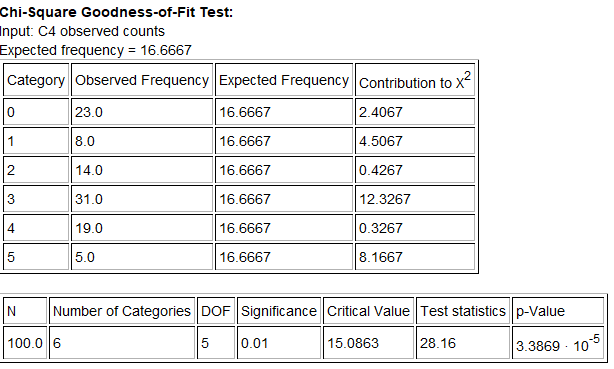 Chi-Square Goodness-of-Fit Test:
Input: C4 observed counts
Expected frequency = 16.6667
Category Observed Frequency Expected Frequency Contribution to X²
0 23.0 16.6667 2.4067
1 8.0 16.6667 4.5067
2 14.0 16.6667 0.4267
3 31.0 16.6667 12.3267
4 19.0 16.6667 0.3267
5 5.0 16.6667 8.1667
N Number of Categories DOF Significance Critical Value Test statistics p-Value
100.0 6 5 0.01 15.0863 28.16 3.3869 · 10⁻⁵